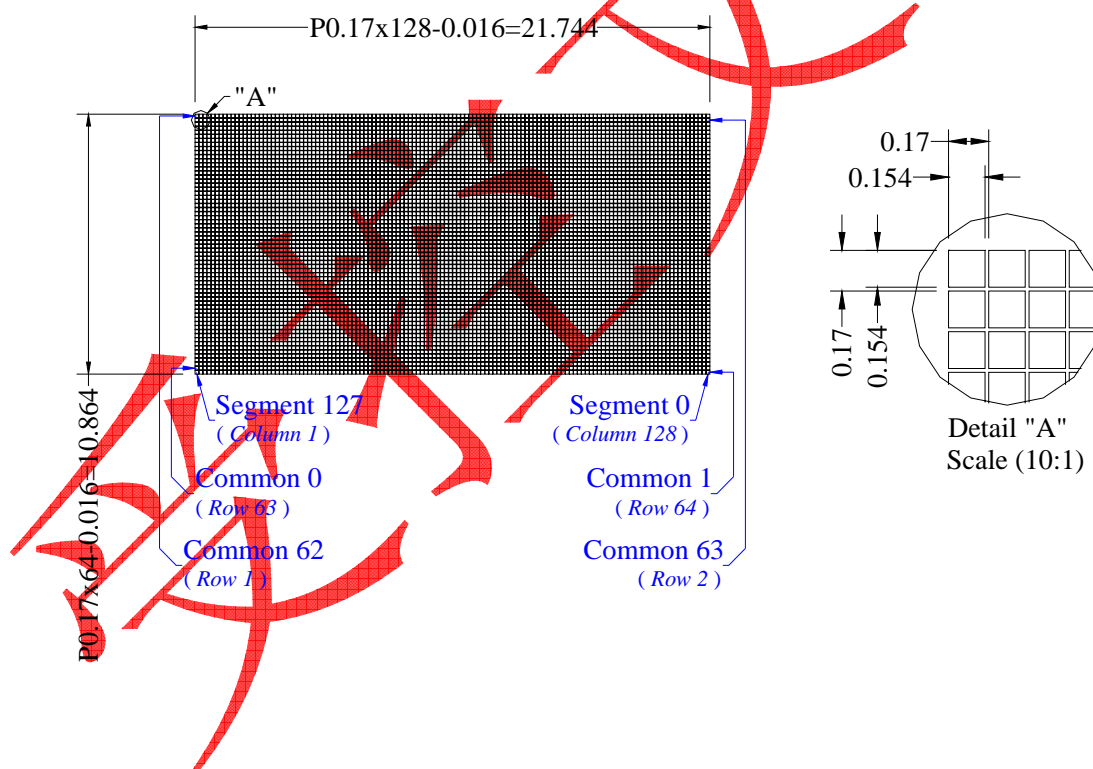 P0.17x128-0.016=21.744
"A"
0.17
0.154
0.17
0.154
P0.17x64-0.016=10.864
Segment 127
( Column 1 )
Segment 0
( Column 128 )
Common 0
( Row 63 )
Common 1
( Row 64 )
Common 62
( Row 1 )
Common 63
( Row 2 )
Detail "A"
Scale (10:1)